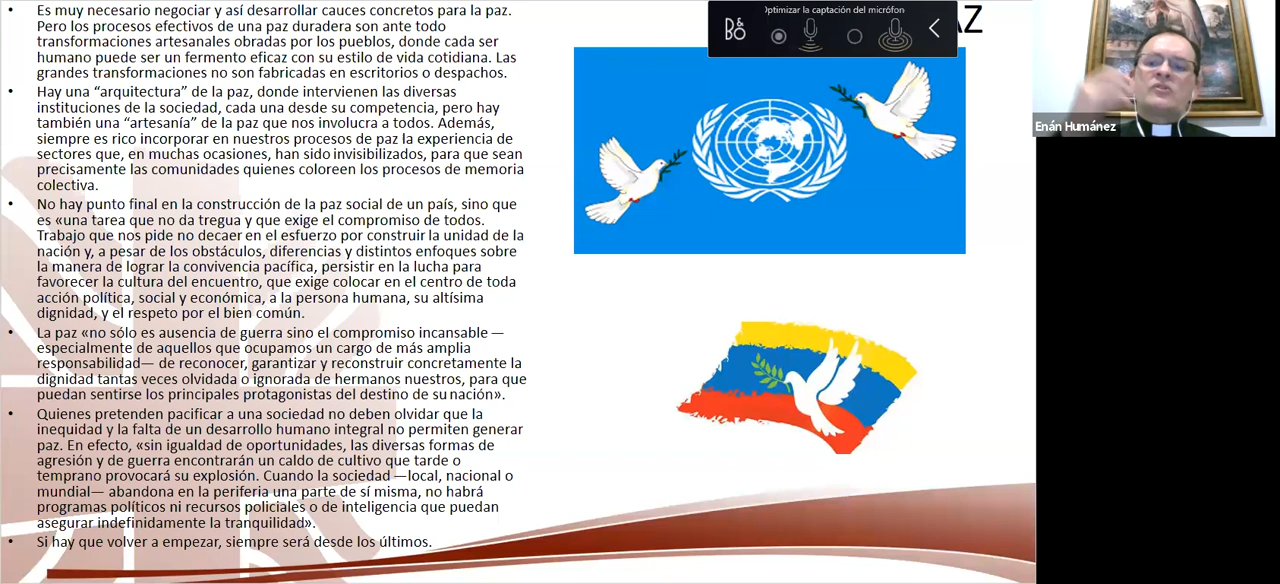 • Es muy necesario negociar y así desarrollar cauces concretos para la paz.
Pero los procesos efectivos de una paz duradera son ante todo
transformaciones artesanales obradas por los pueblos, donde cada ser
humano puede ser un fermento eficaz con su estilo de vida cotidiana. Las
grandes transformaciones no son fabricadas en escritorios o despachos.
• Hay una “arquitectura” de la paz, donde intervienen las diversas
instituciones de la sociedad, cada una desde su competencia, pero hay
también una “artesanía” de la paz que nos involucra a todos. Además,
siempre es rico incorporar en nuestros procesos de paz la experiencia de
sectores que, en muchas ocasiones, han sido invisibilizados, para que sean
precisamente las comunidades quienes coloreen los procesos de memoria
colectiva.
• No hay punto final en la construcción de la paz social de un país, sino que
es «una tarea que no da tregua y que exige el compromiso de todos.
Trabajo que nos pide no decaer en el esfuerzo por construir la unidad de la
nación y, a pesar de los obstáculos, diferencias y distintos enfoques sobre
la manera de lograr la convivencia pacífica, persistir en la lucha para
favorecer la cultura del encuentro, que exige colocar en el centro de toda
acción política, social y económica, a la persona humana, su altísima
dignidad, y el respeto por el bien común.
• La paz «no sólo es ausencia de guerra sino el compromiso incansable —
especialmente de aquellos que ocupamos un cargo de más amplia
responsabilidad— de reconocer, garantizar y reconstruir concretamente la
dignidad tantas veces olvidada o ignorada de hermanos nuestros, para que
puedan sentirse los principales protagonistas del destino de su nación».
• Quienes pretenden pacificar a una sociedad no deben olvidar que la
inequidad y la falta de un desarrollo humano integral no permiten generar
paz. En efecto, «sin igualdad de oportunidades, las diversas formas de
agresión y de guerra encontrarán un caldo de cultivo que tarde o
temprano provocará su explosión. Cuando la sociedad —local, nacional o
mundial— abandona en la periferia una parte de sí misma, no habrá
programas políticos ni recursos policiales o de inteligencia que puedan
asegurar indefinidamente la tranquilidad».
• Si hay que volver a empezar, siempre será desde los últimos.
AZ
B&O
Optimizar la captación del micrófon
Enán Humánez